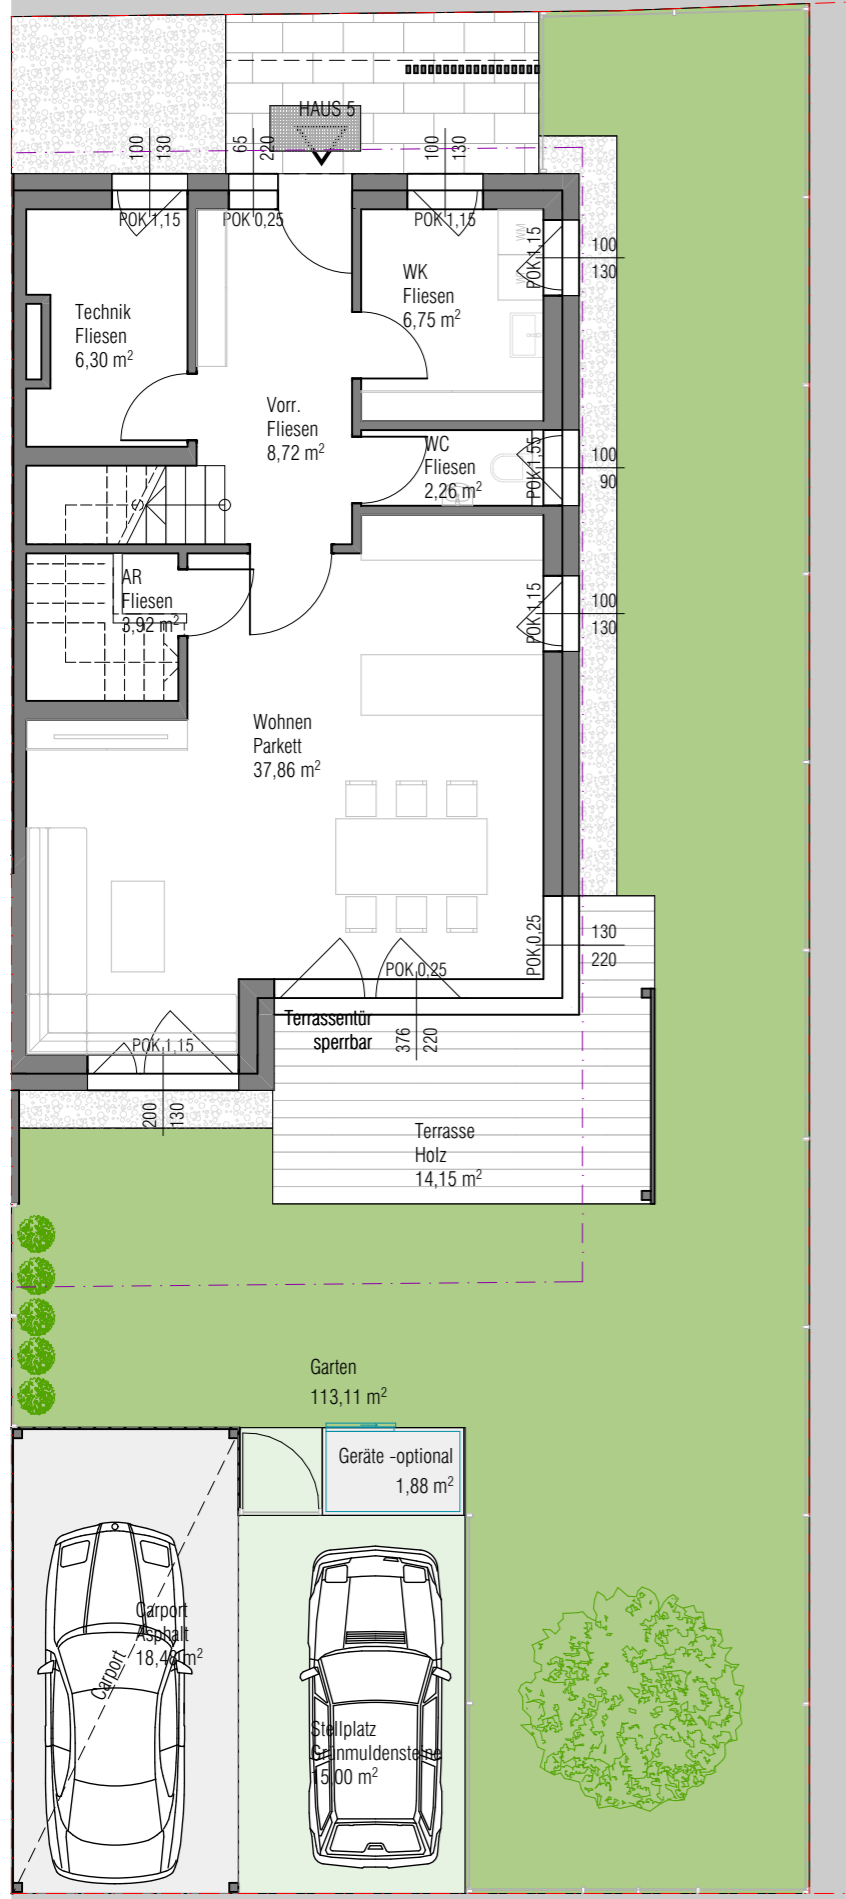 HAUS 5
100
130
65
220
100
130
POK 1,15
POK 0,25
POK 1,15
WM
POK 1,15
100
130
WK
Fliesen
6,75 m²
Technik
Fliesen
6,30 m²
Vorr.
Fliesen
8,72 m²
WC
Fliesen
2,26 m²
POK 1,55
100
90
AR
Fliesen
3,92 m²
POK 1,15
100
130
Wohnen
Parkett
37,86 m²
POK 0,25
130
220
POK 0,25
Terrassentür
sperrbar
376
220
POK 1,15
200
130
Terrasse
Holz
14,15 m²
Garten
113,11 m²
Geräte -optional
1,88 m²
Carport
Asphalt
18,43 m²
Carport
Stellplatz
Grünmuldensteine
15,00 m²